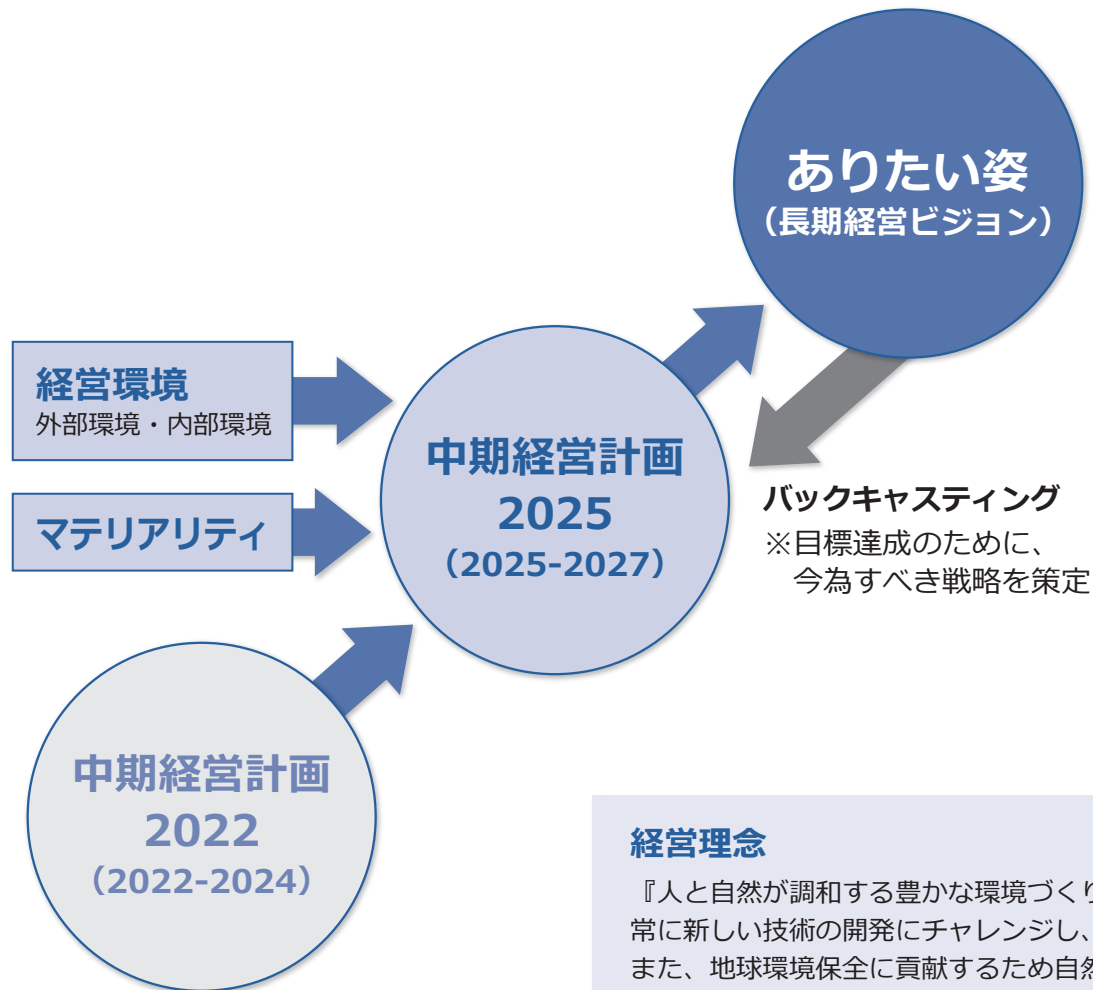 ありたい姿
（長期経営ビジョン）
経営環境
外部環境・内部環境
マテリアリティ
中期経営計画
2025
（2025-2027）
バックキャスティング
※目標達成のために、
今為すべき戦略を策定
中期経営計画
2022
（2022-2024）
経営理念
『人と自然が調和する豊かな環境づくり
常に新しい技術の開発にチャレンジし、
また、地球環境保全に貢献するため自然